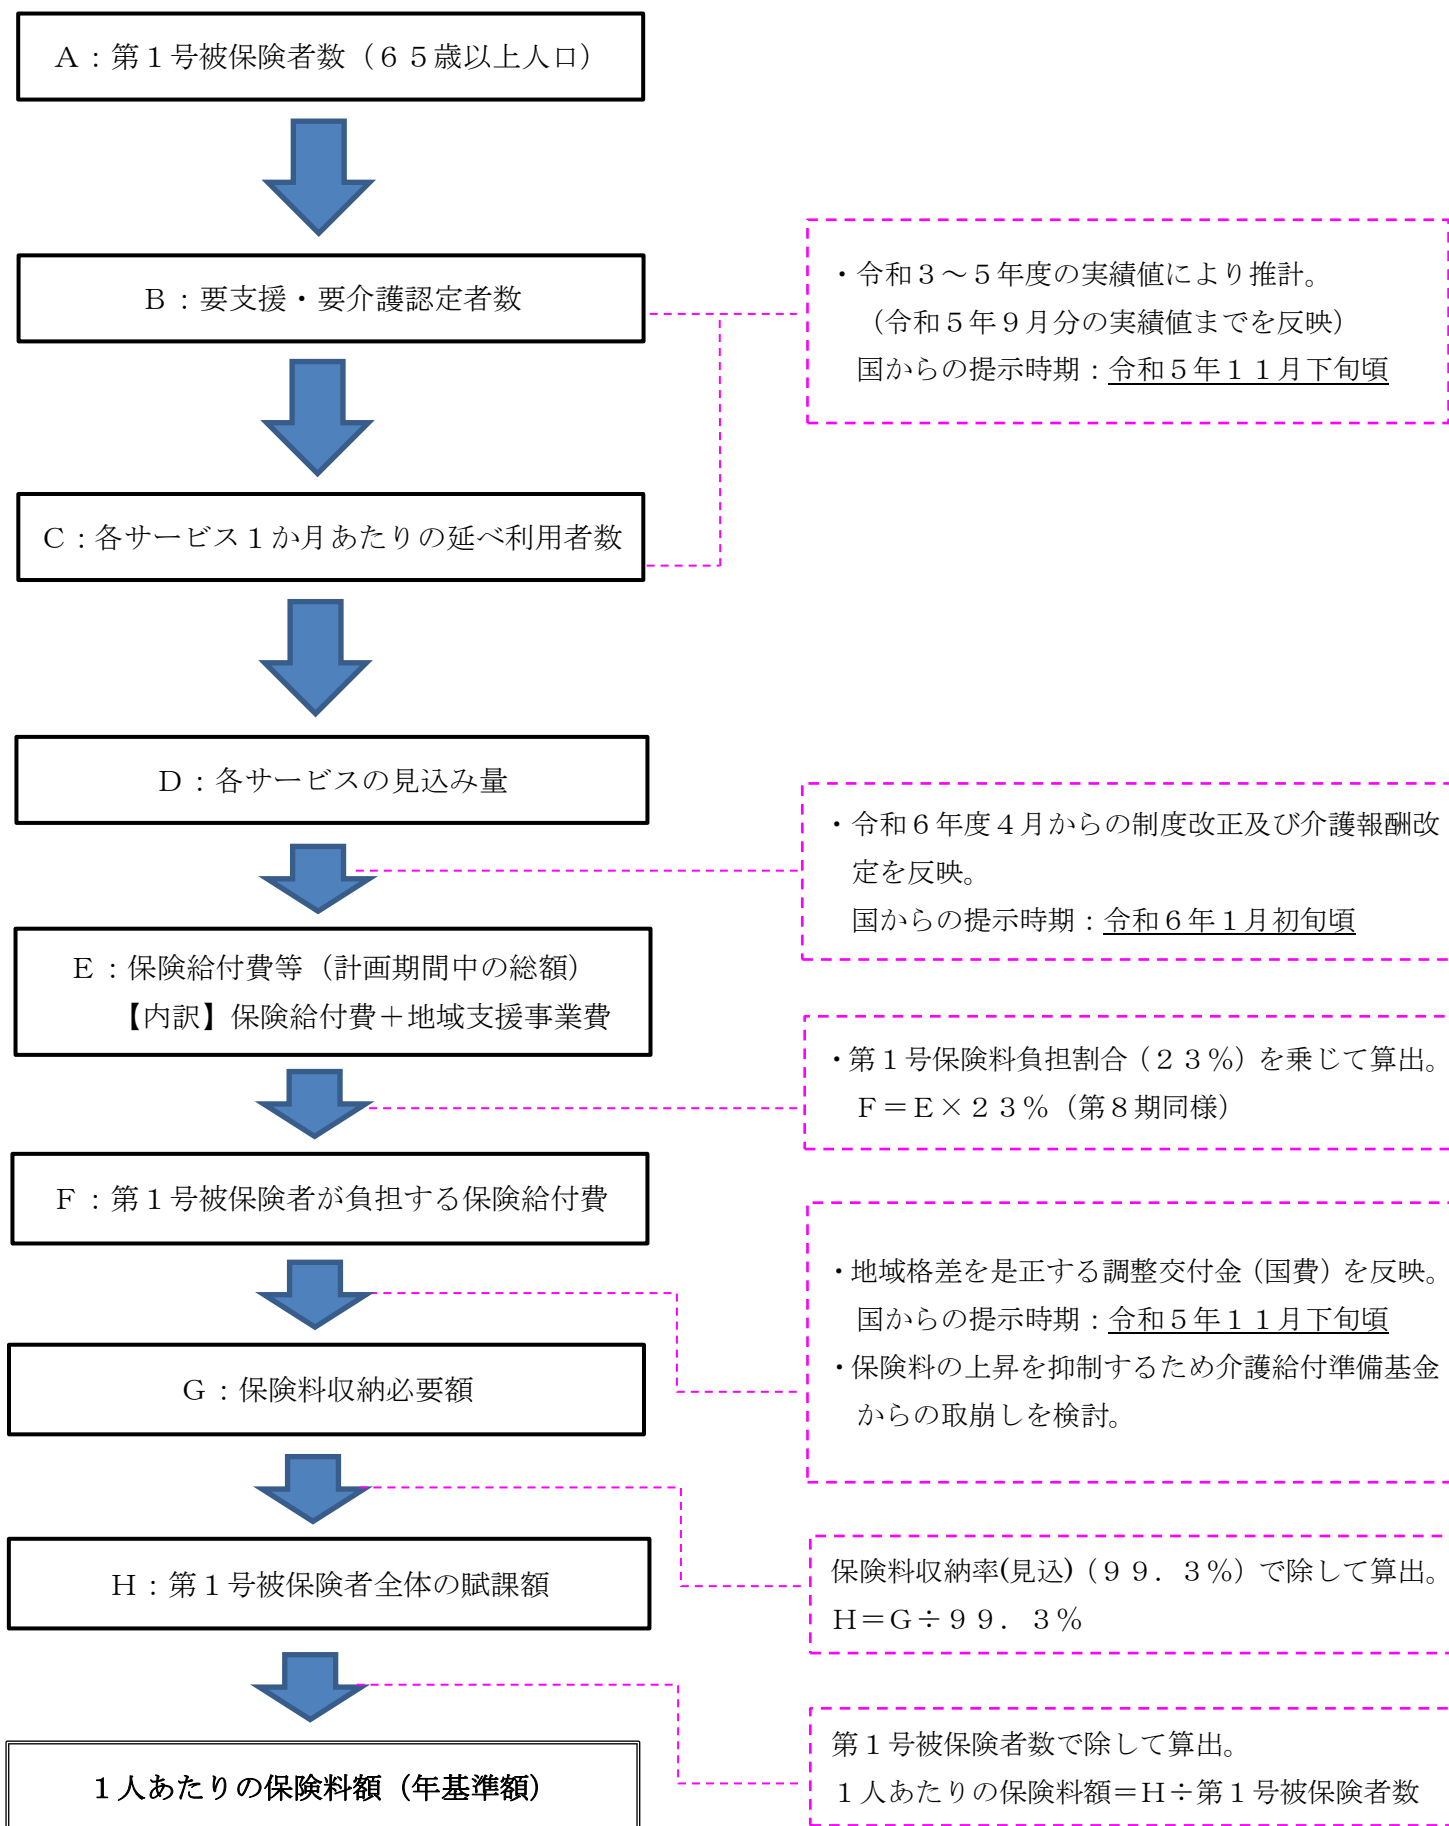 A：第１号被保険者数（６５歳以上人口）
B：要支援・要介護認定者数
・令和３～５年度の実績値により推計。
（令和５年９月分の実績値までを反映）
国からの提示時期：令和５年１１月下旬頃
C：各サービス１か月あたりの延べ利用者数
D：各サービスの見込み量
・令和６年度４月からの制度改正及び介護報酬改
定を反映。
国からの提示時期：令和６年１月初旬頃
E：保険給付費等（計画期間中の総額）
【内訳】保険給付費＋地域支援事業費
・第１号保険料負担割合（２３％）を乗じて算出。
F＝E×２３％（第８期同様）
F：第１号被保険者が負担する保険給付費
・地域格差を是正する調整交付金（国費）を反映。
国からの提示時期：令和５年１１月下旬頃
・保険料の上昇を抑制するため介護給付準備基金
からの取崩しを検討。
G：保険料収納必要額
H：第１号被保険者全体の賦課額
保険料収納率(見込)（９９．３％）で除して算出。
H＝G÷９９．３％
１人あたりの保険料額（年基準額）
第１号被保険者数で除して算出。
１人あたりの保険料額＝H÷第１号被保険者数